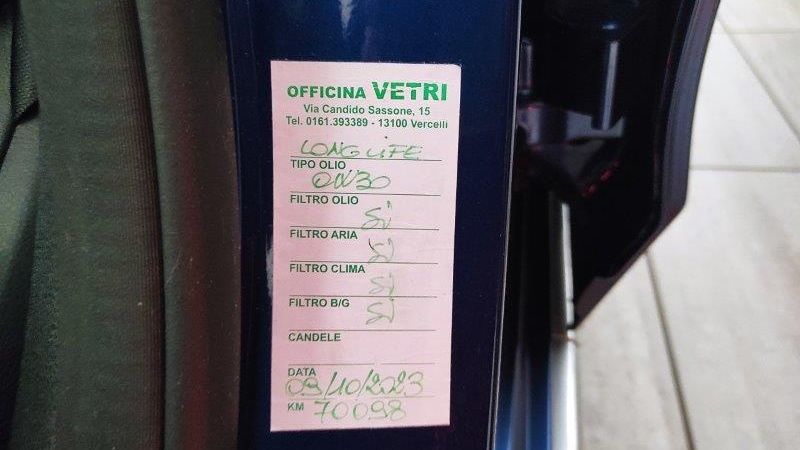 OFFICINA VETRI
Via Candido Sassone, 15
Tel. 0161.393389 - 13100 Vercelli
LONG LIFE
TIPO OLIO
0W30
FILTRO OLIO
SI
FILTRO ARIA
SI
FILTRO CLIMA
SI
FILTRO B/G
SI
CANDELE
DATA
09/10/2023
KM 70098